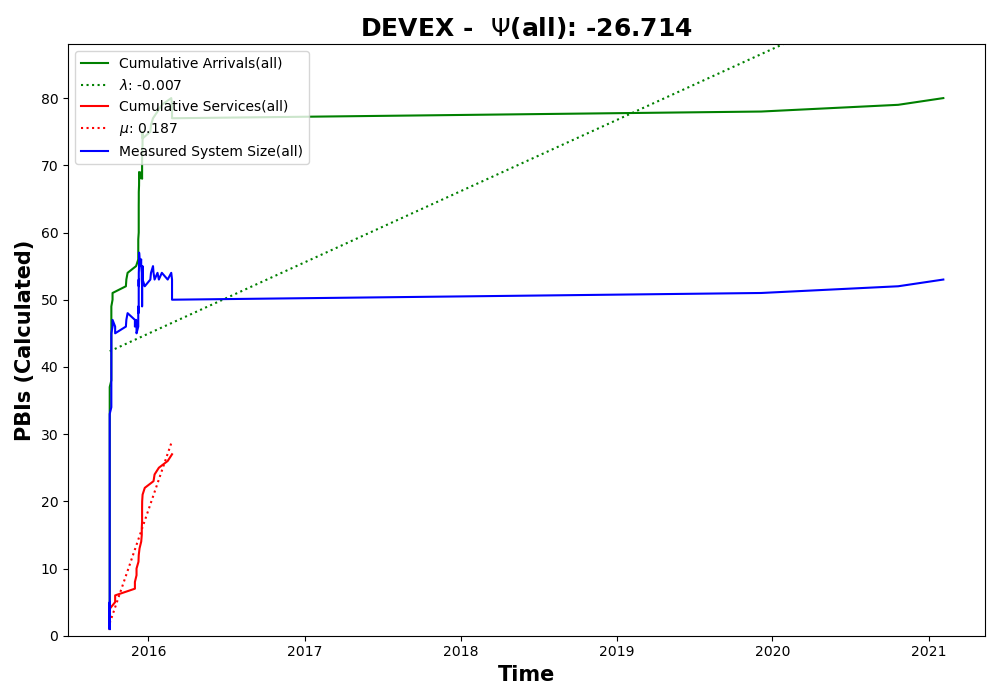 DEVEX - Ψ(all): -26.714
Cumulative Arrivals(all)
λ: -0.007
Cumulative Services(all)
μ: 0.187
Measured System Size(all)
PBIs (Calculated)
80
70
60
50
40
30
20
10
0
2016 2017 2018 2019 2020 2021
Time